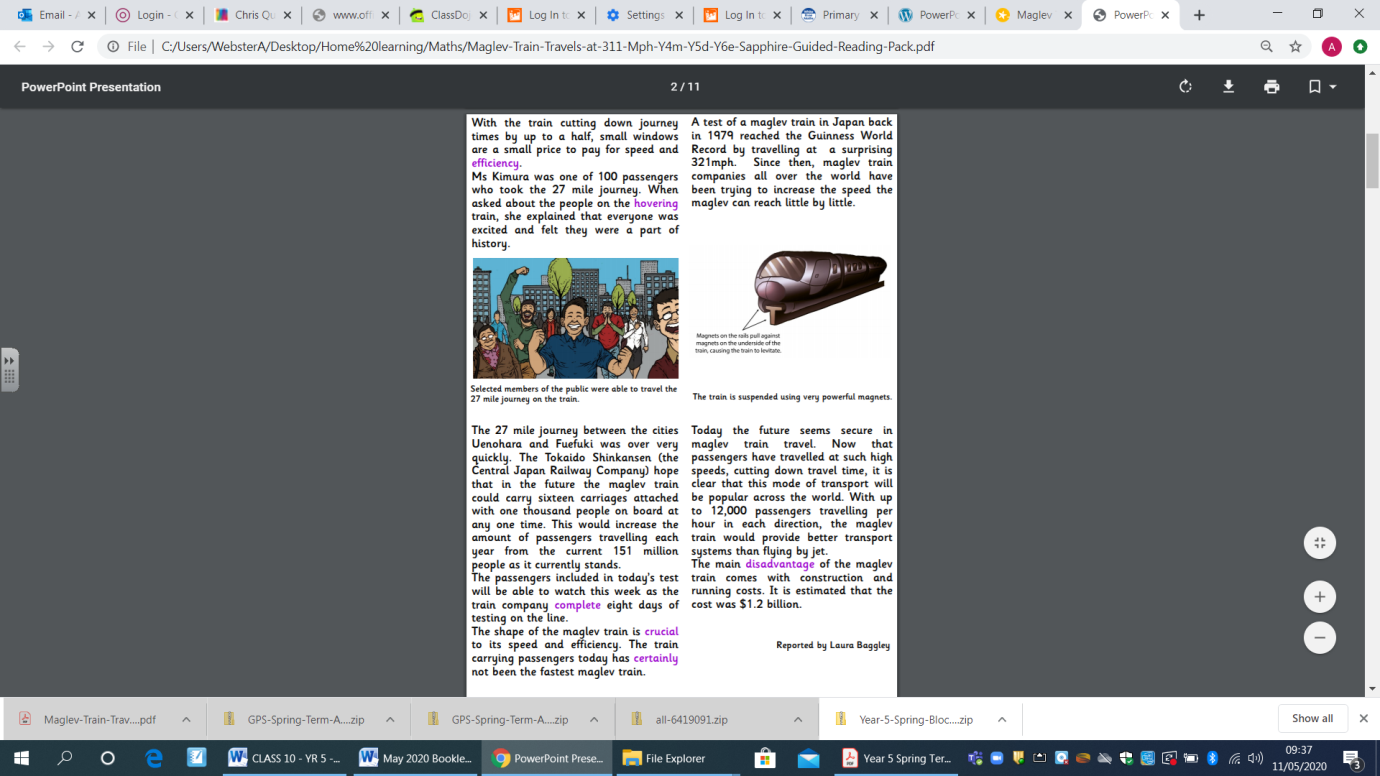 Email - A
Login - C
Chris Qu
www.off
ClassDoj
Log In to
Settings
Log In to
Primary
PowerPo
Maglev
PowerPo
File | C:/Users/WebsterA/Desktop/Home%20learning/Maths/Maglev-Train-Travels-at-311-Mph-Y4m-Y5d-Y6e-Sapphire-Guided-Reading-Pack.pdf
A
PowerPoint Presentation
2 / 11
With the train cutting down journey
times by up to a half, small windows
are a small price to pay for speed and
efficiency.
Ms Kimura was one of 100 passengers
who took the 27 mile journey. When
asked about the people on the hovering
train, she explained that everyone was
excited and felt they were a part of
history.
Selected members of the public were able to travel the
27 mile journey on the train.
The 27 mile journey between the cities
Uenohara and Fuefuki was over very
quickly. The Tokaido Shinkansen (the
Central Japan Railway Company) hope
that in the future the maglev train
could carry sixteen carriages attached
with one thousand people on board at
any one time. This would increase the
amount of passengers travelling each
year from the current 151 million
people as it currently stands.
The passengers included in today's test
will be able to watch this week as the
train company complete eight days of
testing on the line.
The shape of the maglev train is crucial
to its speed and efficiency. The train
carrying passengers today has certainly
not been the fastest maglev train.
A test of a maglev train in Japan back
in 1979 reached the Guinness World
Record by travelling at a surprising
321mph. Since then, maglev train
companies all over the world have
been trying to increase the speed the
maglev can reach little by little.
Magnets on the rails pull against
magnets on the underside of the
train, causing the train to levitate.
The train is suspended using very powerful magnets.
Today the future seems secure in
maglev train travel. Now that
passengers have travelled at such high
speeds, cutting down travel time, it is
clear that this mode of transport will
be popular across the world. With up
to 12,000 passengers travelling per
hour in each direction, the maglev
train would provide better transport
systems than flying by jet.
The main disadvantage of the maglev
train comes with construction and
running costs. It is estimated that the
cost was $1.2 billion.
Reported by Laura Baggley
Maglev-Train-Trav....pdf
GPS-Spring-Term-A....zip
GPS-Spring-Term-A....zip
all-6419091.zip
Year-5-Spring-Bloc....zip
Show all
CLASS 10 - YR 5 -...
May 2020 Bookle...
PowerPoint Prese...
File Explorer
Year 5 Spring Ter...
09:37
11/05/2020
3